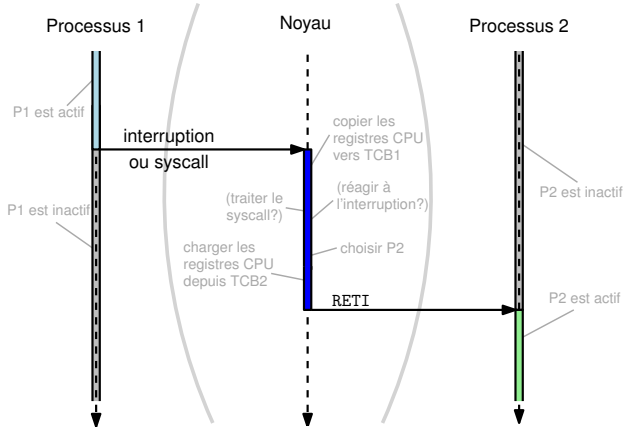 Processus 1
Noyau
Processus 2
P1 est actif
copier les
registres CPU
vers TCB1
interruption
ou syscall
P1 est inactif
(traiter le
syscall?)
(réagir à
l'interruption?)
P2 est inactif
charger les
registres CPU
depuis TCB2
choisir P2
RETI
P2 est actif